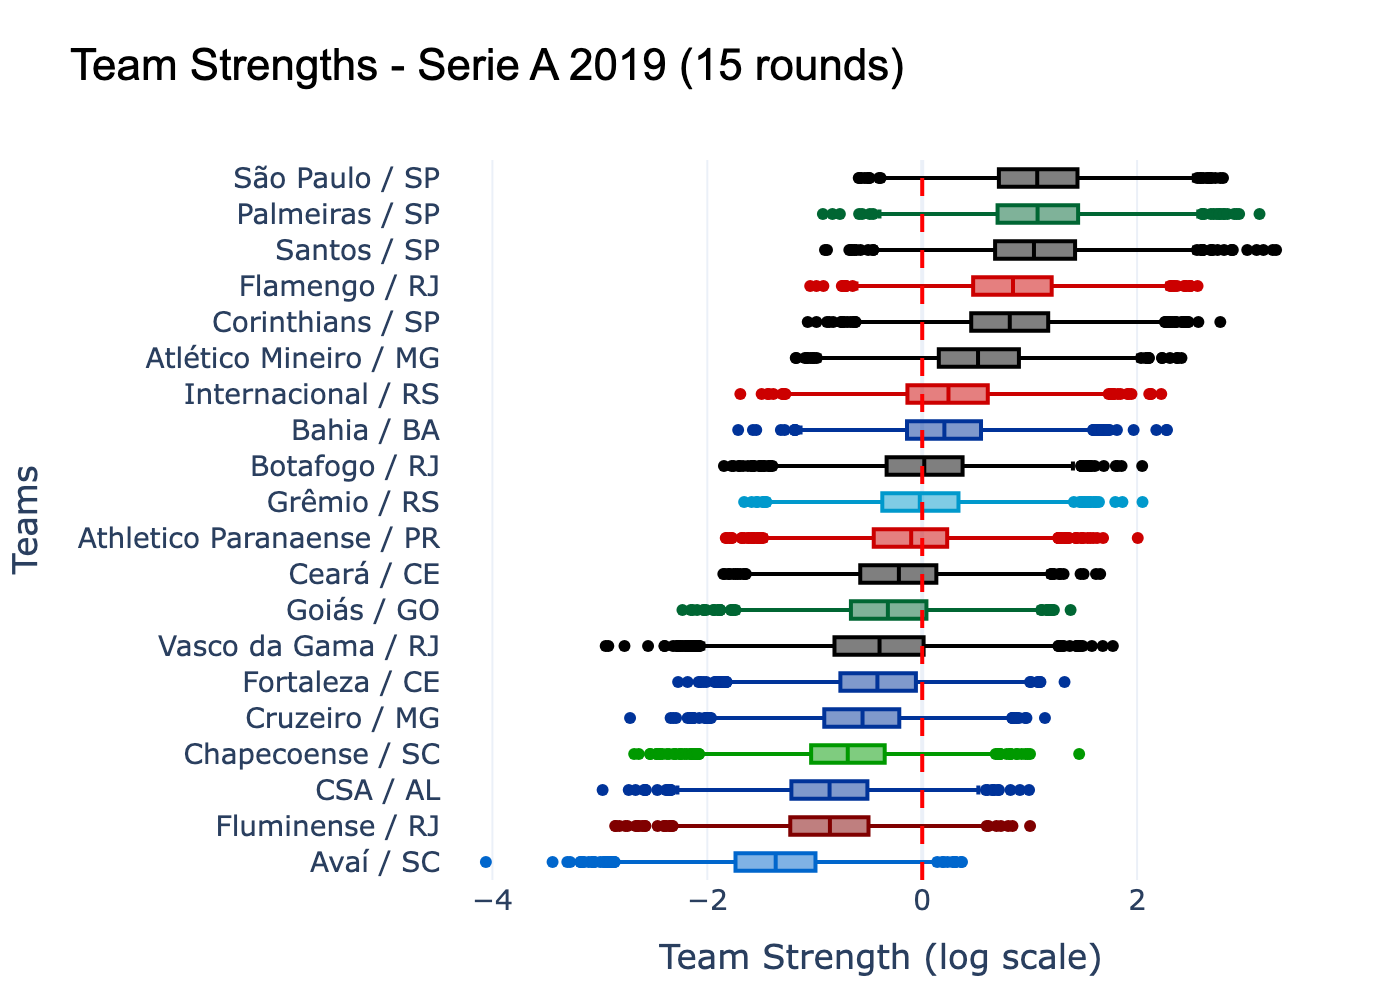 Team Strengths - Serie A 2019 (15 rounds)
São Paulo / SP
Palmeiras / SP
Santos / SP
Flamengo / RJ
Corinthians / SP
Atlético Mineiro / MG
Internacional / RS
Bahia / BA
Botafogo / RJ
Grêmio / RS
Athletico Paranaense / PR
Ceará / CE
Goiás / GO
Vasco da Gama / RJ
Fortaleza / CE
Cruzeiro / MG
Chapecoense / SC
CSA / AL
Fluminense / RJ
Avaí / SC
Teams
−4 −2 0 2
Team Strength (log scale)